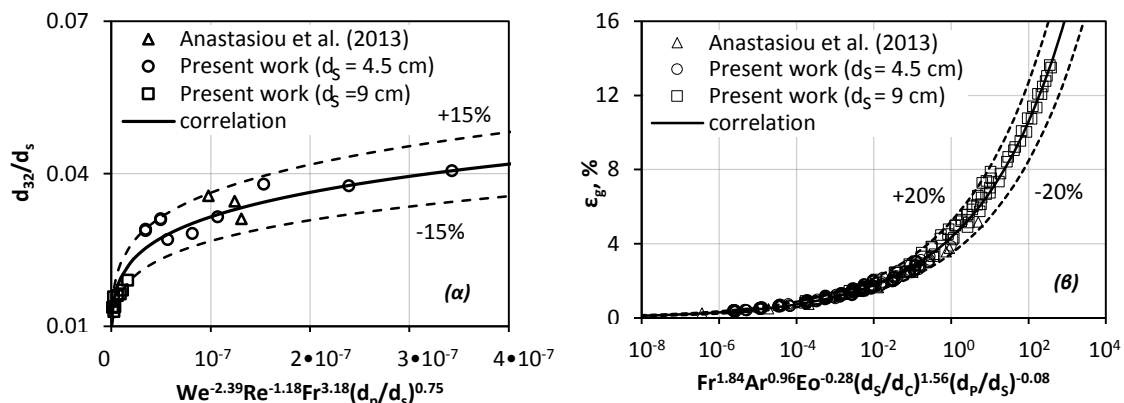 0.07
0.04
0.01
d32/ds
Anastasiou et al. (2013)
Present work (dS = 4.5 cm)
Present work (dS =9 cm)
correlation
+15%
-15%
(α)
0
10-7
2•10-7
3•10-7
4•10-7
We-2.39Re-1.18Fr3.18(dp/ds)0.75
16
12
8
4
0
εg, %
Anastasiou et al. (2013)
Present work (dS = 4.5 cm)
Present work (dS = 9 cm)
correlation
+20%
-20%
(β)
10-8
10-6
10-4
10-2
100
102
104
Fr1.84Ar0.96Eo-0.28(dS/dC)1.56(dP/dS)-0.08